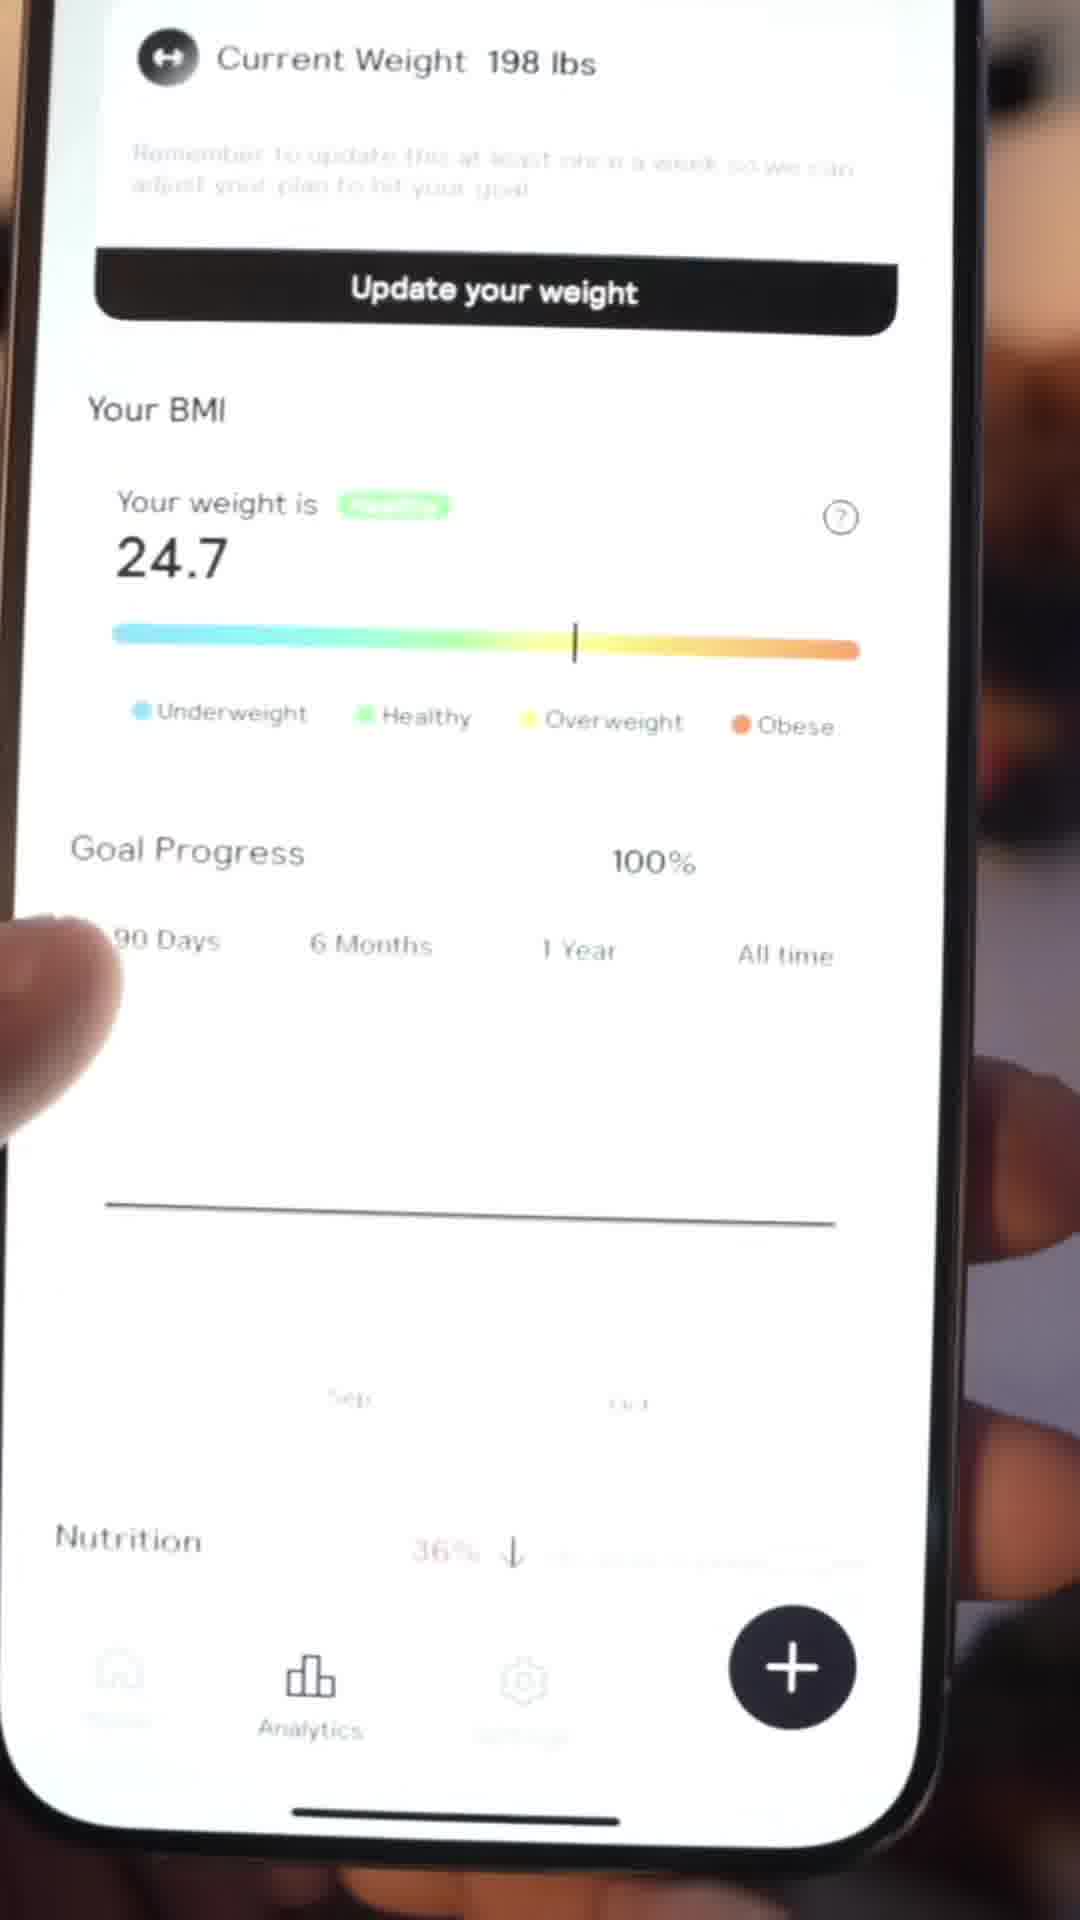 Current Weight 198 lbs
Remember to update this at least once a week so we can
adjust your plan to hit your goal
Update your weight
Your BMI
Your weight is Healthy
?
24.7
Underweight Healthy Overweight Obese
Goal Progress 100%
90 Days 6 Months 1 Year All time
Sep Oct
Nutrition 36% ↓
Analytics